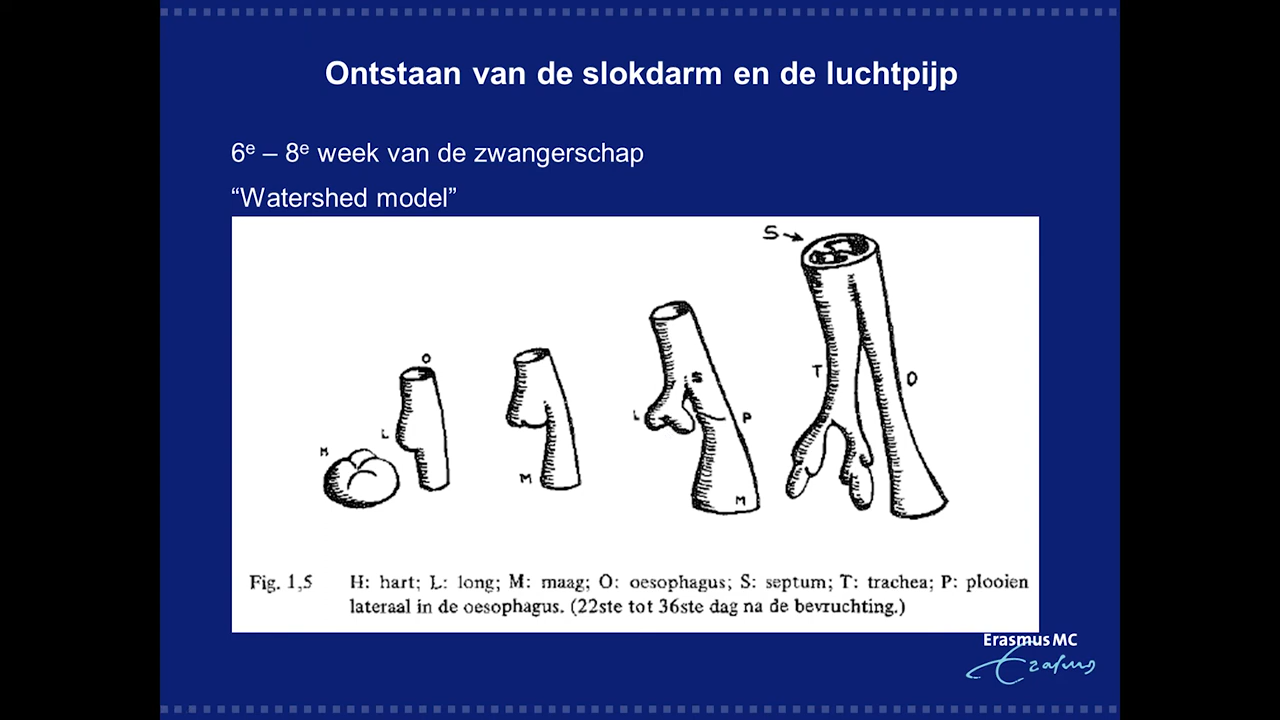 Ontstaan van de slokdarm en de luchtpijp
6e – 8e week van de zwangerschap
“Watershed model”
S
O
S
T
O
L
P
L
H
M
M
Fig. 1,5 H: hart; L: long; M: maag; O: oesophagus; S: septum; T: trachea; P: plooien
lateraal in de oesophagus. (22ste tot 36ste dag na de bevruchting.)
Erasmus MC
Erasmus